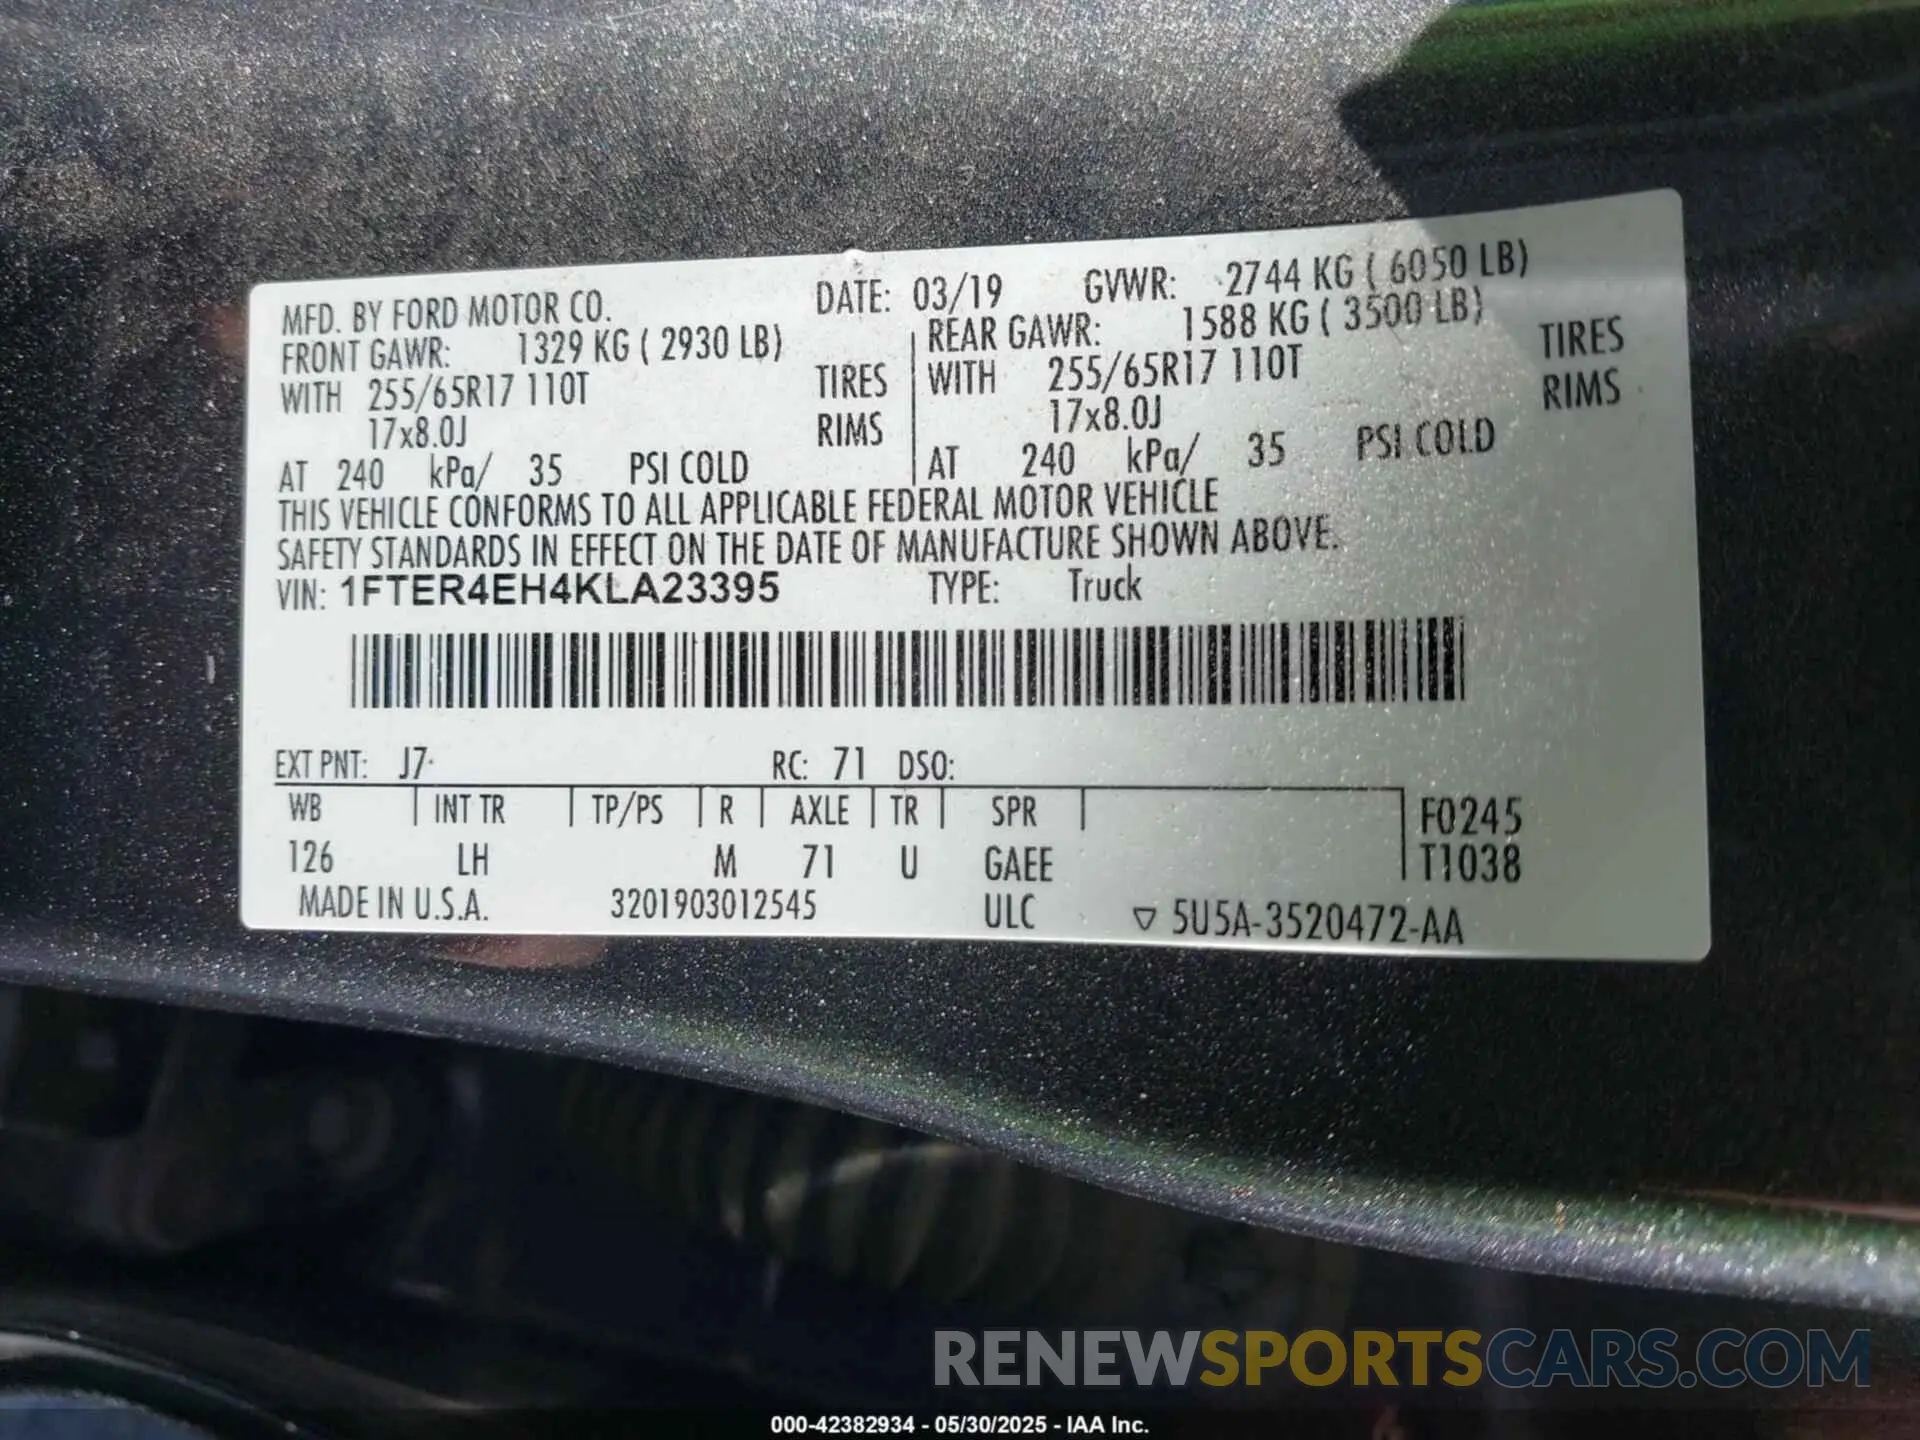 MFD. BY FORD MOTOR CO. DATE: 03/19 GVWR: 2744 KG ( 6050 LB)
FRONT GAWR: 1329 KG ( 2930 LB) REAR GAWR: 1588 KG ( 3500 LB)
WITH 255/65R17 110T TIRES WITH 255/65R17 110T TIRES
17x8.0J RIMS 17x8.0J RIMS
AT 240 kPa/ 35 PSI COLD AT 240 kPa/ 35 PSI COLD
THIS VEHICLE CONFORMS TO ALL APPLICABLE FEDERAL MOTOR VEHICLE
SAFETY STANDARDS IN EFFECT ON THE DATE OF MANUFACTURE SHOWN ABOVE.
VIN: 1FTER4EH4KLA23395 TYPE: Truck
EXT PNT: J7 RC: 71 DSO:
WB INT TR TP/PS R AXLE TR SPR F0245
126 LH M 71 U GAEE T1038
MADE IN U.S.A. 3201903012545 ULC ▽ 5U5A-3520472-AA
RENEWSPORTSCARS.COM
000-42382934 - 05/30/2025 - IAA Inc.